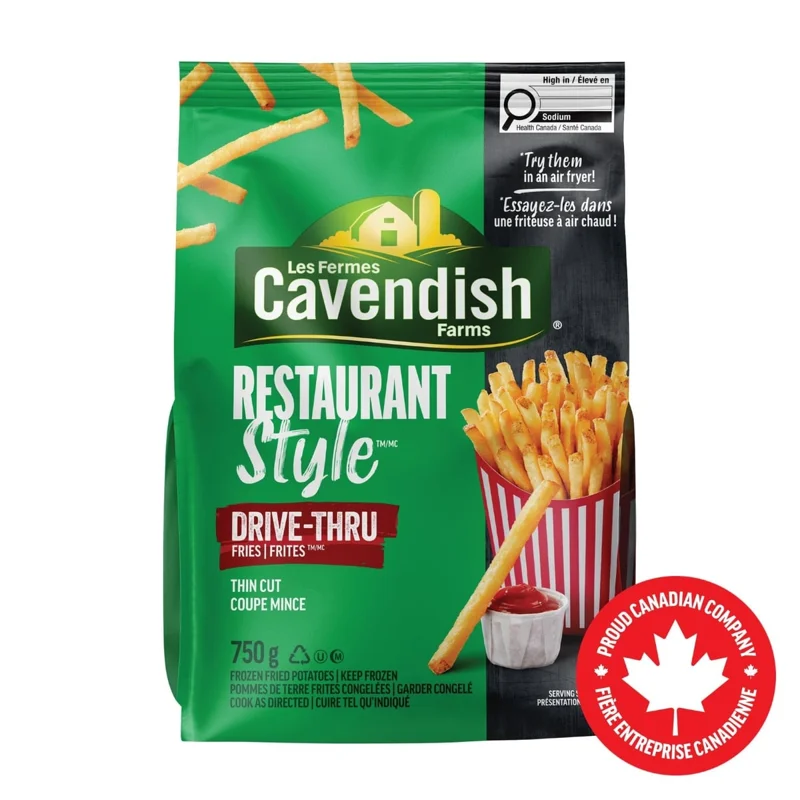 High in / Élevé en
Sodium
Health Canada / Santé Canada
*Try them
in an air fryer!
*Essayez-les dans
une friteuse à air chaud!
Les Fermes
Cavendish
Farms
®
RESTAURANT
Style TM/MC
DRIVE-THRU
FRIES | FRITES TM/MC
THIN CUT
COUPE MINCE
750 g U M
FROZEN FRIED POTATOES | KEEP FROZEN
POMMES DE TERRE FRITES CONGELÉES | GARDER CONGELÉ
COOK AS DIRECTED | CUIRE TEL QU'INDIQUÉ
SERVING
PRÉSENTATION
PROUD CANADIAN COMPANY
FIÈRE ENTREPRISE CANADIENNE